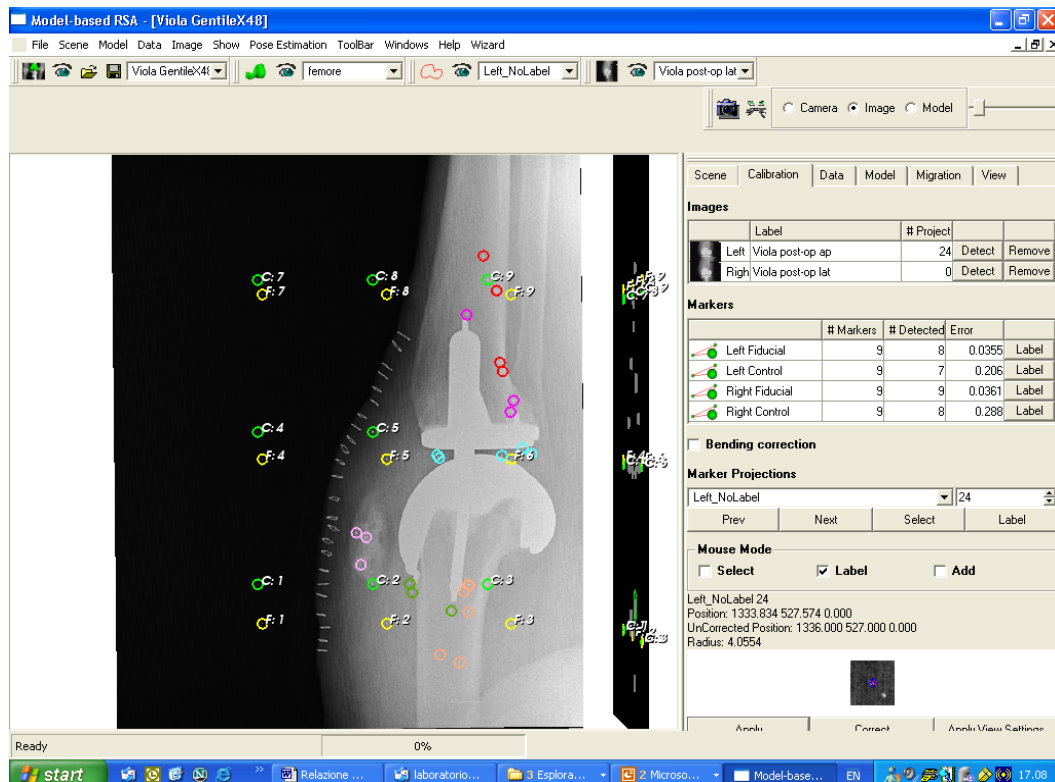 Model-based RSA - [Viola GentileX48]
File Scene Model Data Image Show Pose Estimation ToolBar Windows Help Wizard
Viola GentileX48 femore Left_NoLabel Viola post-op lat
Camera Image Model
Scene Calibration Data Model Migration View
Images
Label # Project
Left Viola post-op ap 24 Detect Remove
Righ Viola post-op lat 0 Detect Remove
Markers
# Markers # Detected Error
Left Fiducial 9 8 0.0355 Label
Left Control 9 7 0.206 Label
Right Fiducial 9 9 0.0361 Label
Right Control 9 8 0.288 Label
Bending correction
Marker Projections
Left_NoLabel 24
Prev Next Select Label
Mouse Mode
Select Label Add
Left_NoLabel 24
Position: 1333.834 527.574 0.000
UnCorrected Position: 1336.000 527.000 0.000
Radius: 4.0554
Apply Correct Apply View Settings
C: 7 C: 8 C: 9
F: 7 F: 8 F: 9
C: 4 C: 5
F: 4 F: 5 F: 6
C: 1 C: 2 C: 3
F: 1 F: 2 F: 3
Ready 0%
start Relazione ... laboratorio... 3 Esplora... 2 Microso... Model-base... EN 17.08